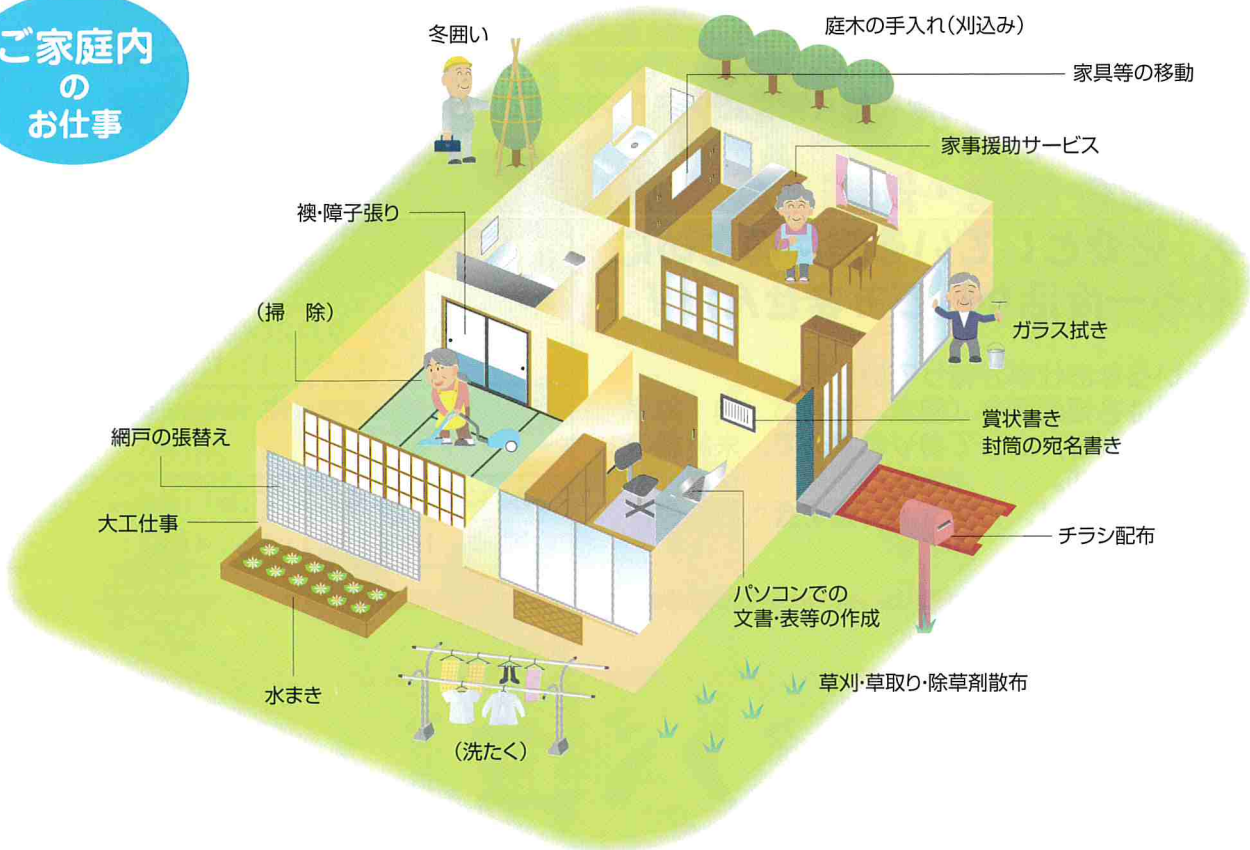 ご家庭内
の
お仕事
冬囲い
庭木の手入れ(刈込み)
家具等の移動
家事援助サービス
襖・障子張り
(掃　除)
ガラス拭き
網戸の張替え
大工仕事
賞状書き
封筒の宛名書き
チラシ配布
パソコンでの
文書・表等の作成
水まき
草刈・草取り・除草剤散布
(洗たく)